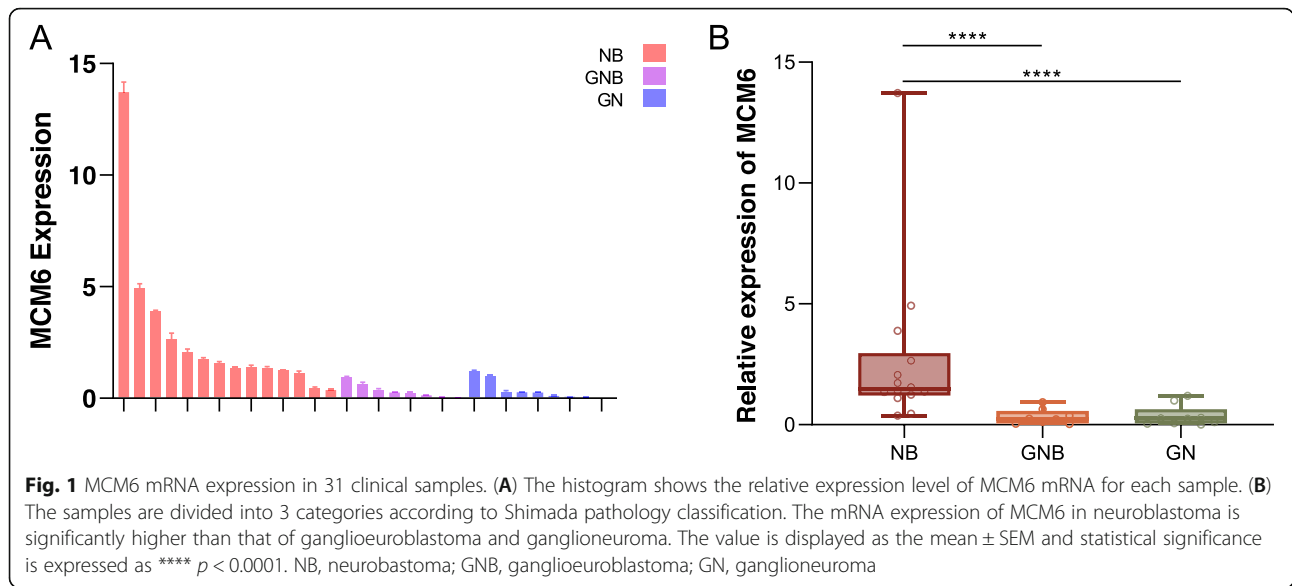 A
MCM6 Expression
15
10
5
0
NB
GNB
GN
B
Relative expression of MCM6
15
10
5
0
****
****
NB GNB GN
Fig. 1 MCM6 mRNA expression in 31 clinical samples. (A) The histogram shows the relative expression level of MCM6 mRNA for each sample. (B)
The samples are divided into 3 categories according to Shimada pathology classification. The mRNA expression of MCM6 in neuroblastoma is
significantly higher than that of ganglioeuroblastoma and ganglioneuroma. The value is displayed as the mean ± SEM and statistical significance
is expressed as **** p < 0.0001. NB, neurobastoma; GNB, ganglioeuroblastoma; GN, ganglioneuroma